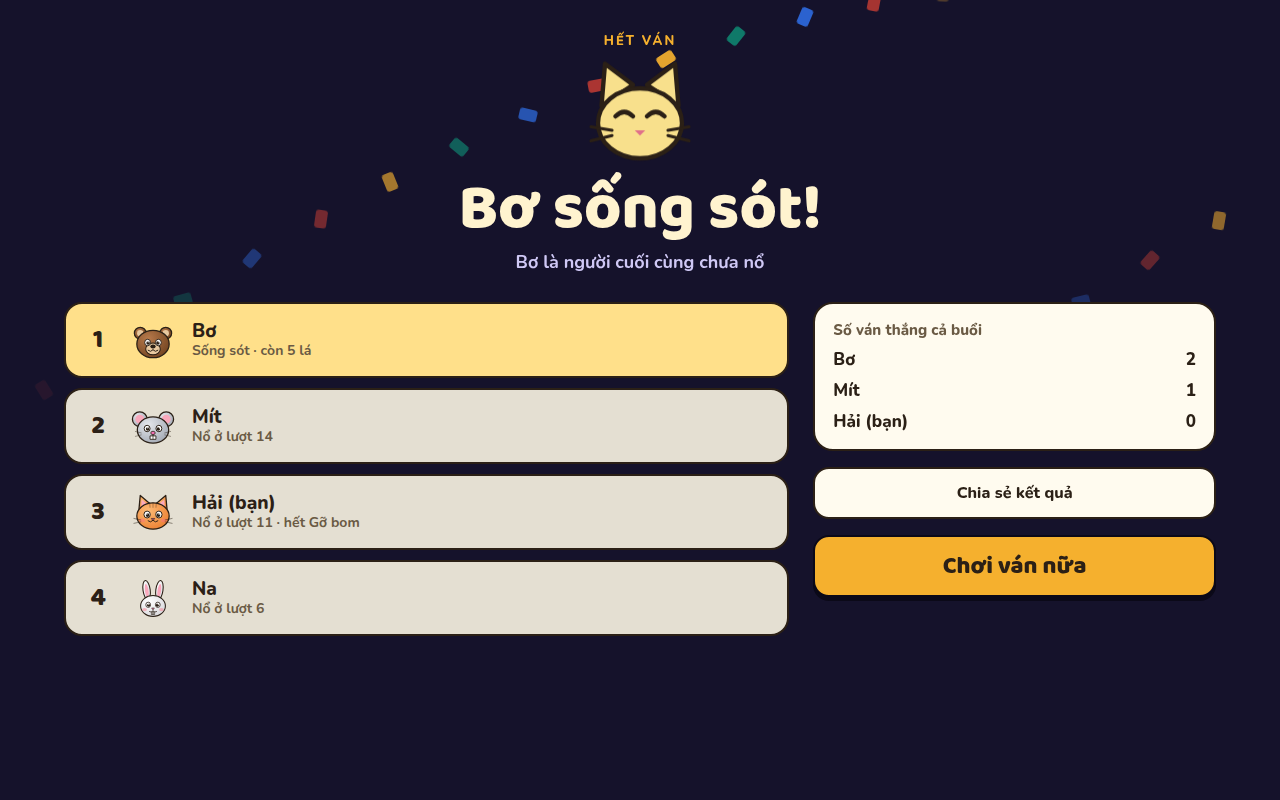 HẾT VÁN
Bơ sống sót!
Bơ là người cuối cùng chưa nổ
1
Bơ
Sống sót · còn 5 lá
2
Mít
Nổ ở lượt 14
3
Hải (bạn)
Nổ ở lượt 11 · hết Gỡ bom
4
Na
Nổ ở lượt 6
Số ván thắng cả buổi
Bơ 2
Mít 1
Hải (bạn) 0
Chia sẻ kết quả
Chơi ván nữa